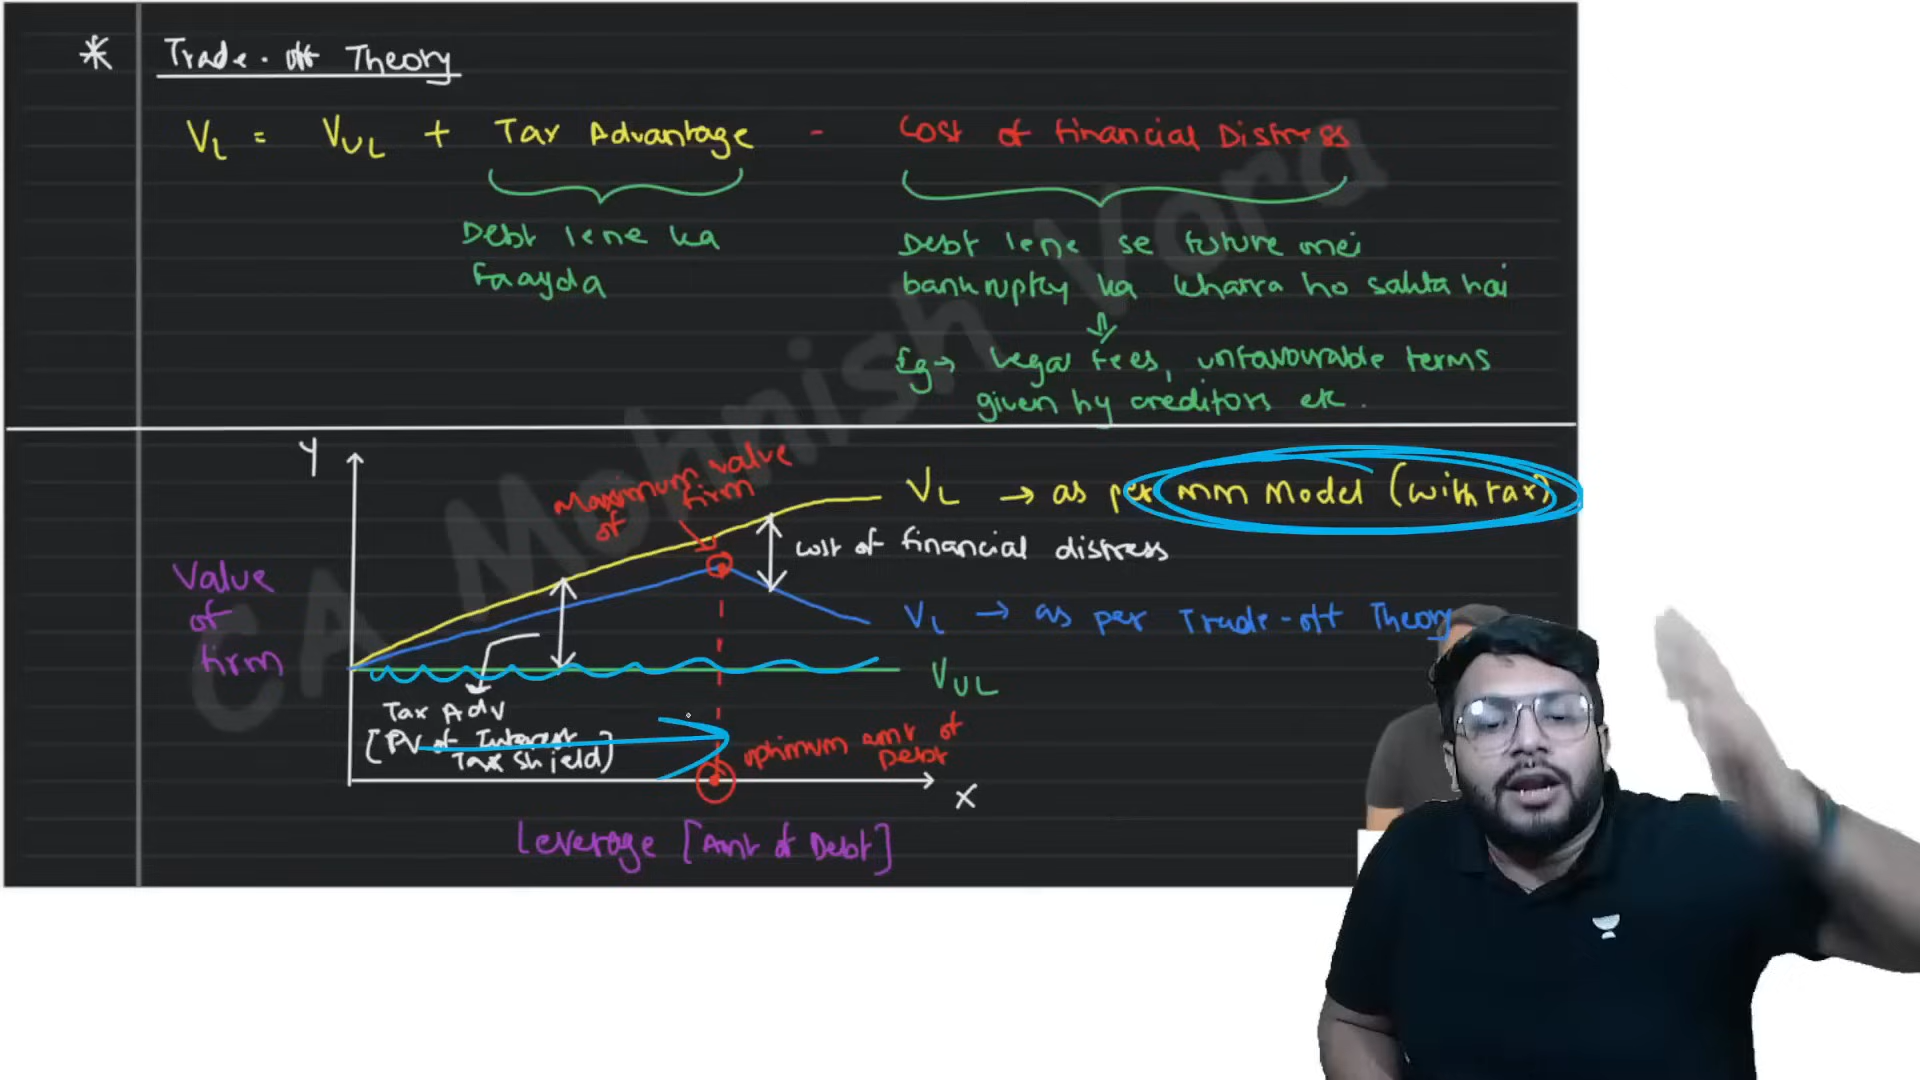 * Trade-off Theory
VL = VUL + Tax Advantage - Cost of Financial Distress
Debt lene ka
Faayda
Debt lene se future mei
bankruptcy ka khatra ho sakta hai
Eg → Legal Fees, unfavourable terms
given by creditors etc.
Y
Maximum value
of firm
VL → as per MM Model (with tax)
cost of financial distress
Value
of
firm
VL → as per Trade-off Theory
VUL
Tax Adv
[PV of Interest
Tax Shield]
optimum amt of
Debt
X
Leverage [Amt of Debt]
CA Mohnish Vora